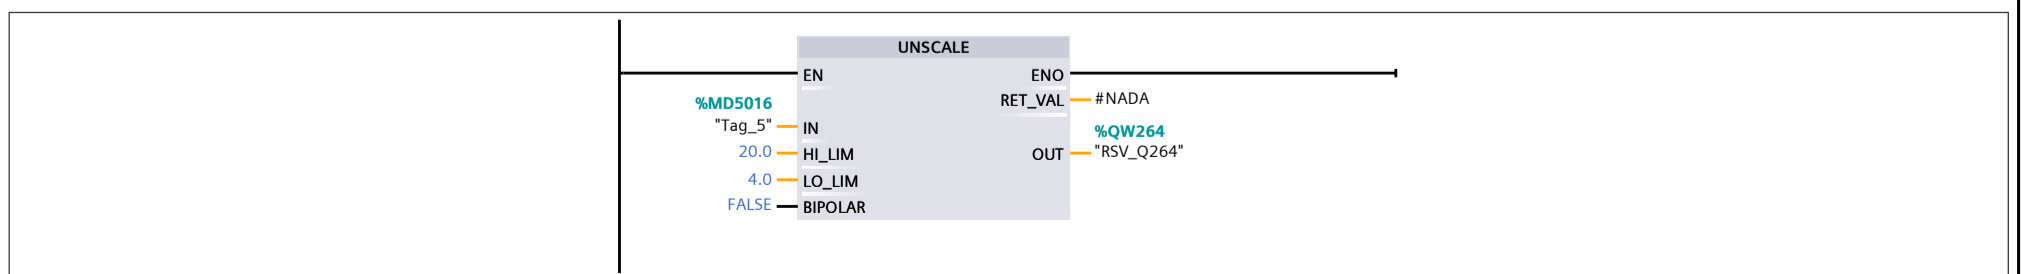 UNSCALE
EN ENO
%MD5016 RET_VAL #NADA
"Tag_5" IN %QW264
20.0 HI_LIM OUT "RSV_Q264"
4.0 LO_LIM
FALSE BIPOLAR